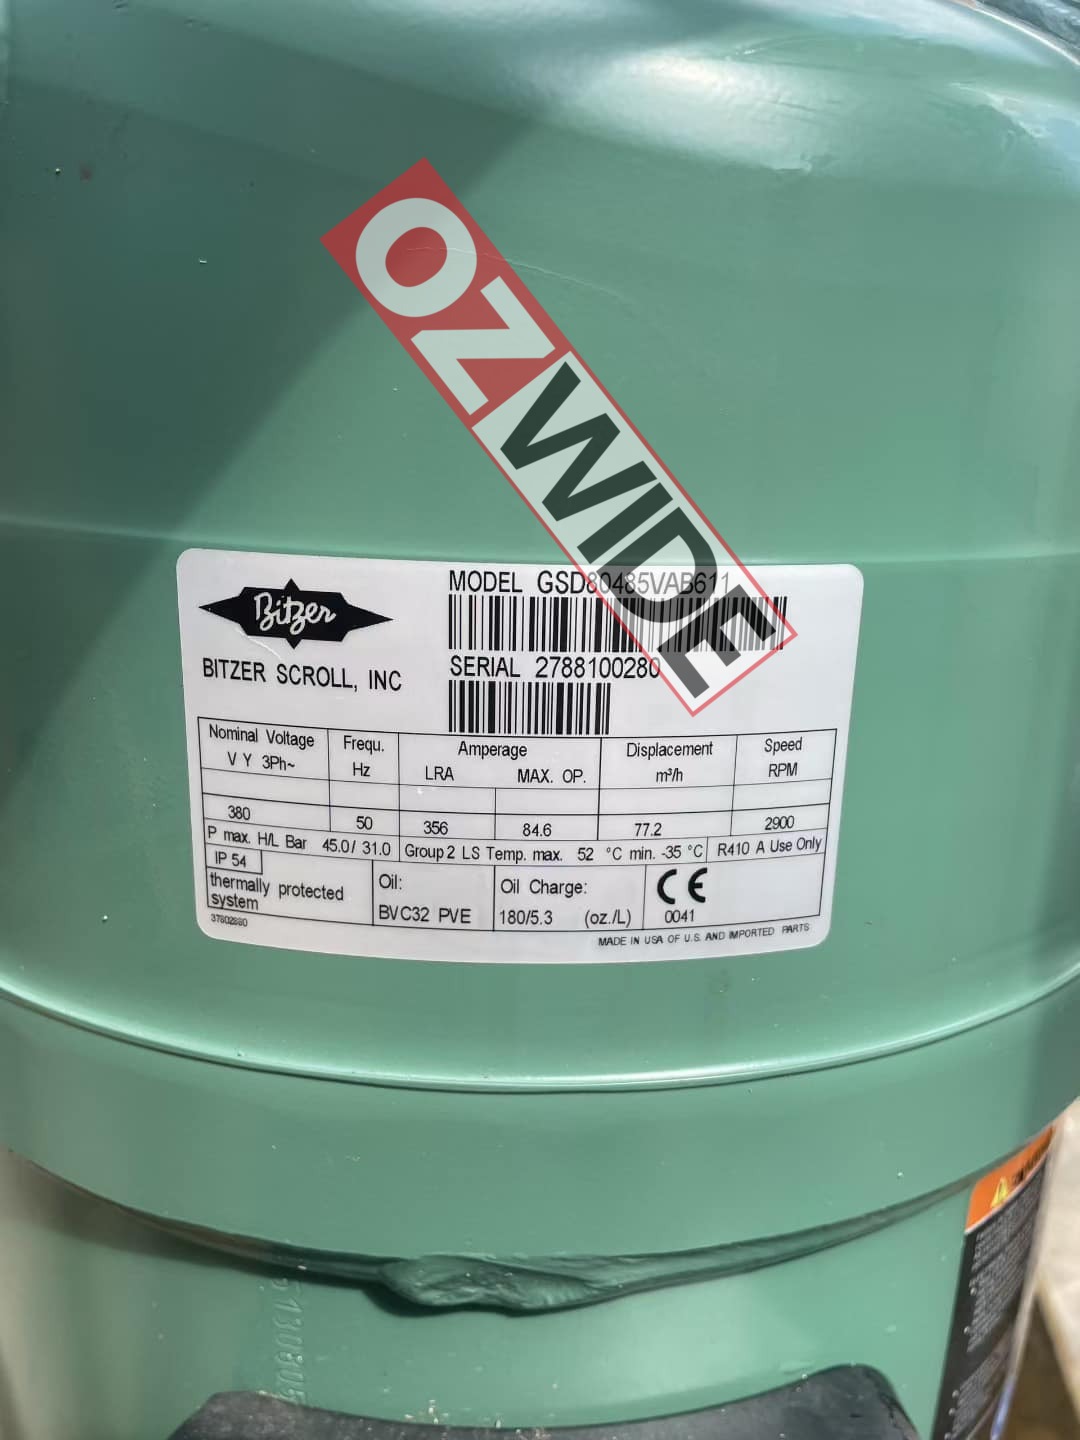 OZWIDE
MODEL GSD80485VAB611
Bitzer
SERIAL 2788100280
BITZER SCROLL, INC
Nominal Voltage
V Y 3Ph~
Frequ.
Hz
Amperage
LRA MAX. OP.
Displacement
m³/h
Speed
RPM
380 50 356 84.6 77.2 2900
P max. H/L Bar 45.0/ 31.0 Group2 LS Temp. max. 52 °C min. -35 °C R410 A Use Only
IP 54
thermally protected
system
Oil:
BVC32 PVE
Oil Charge:
180/5.3 (oz./L)
CE
0041
37802880
MADE IN USA OF U.S. AND IMPORTED PARTS